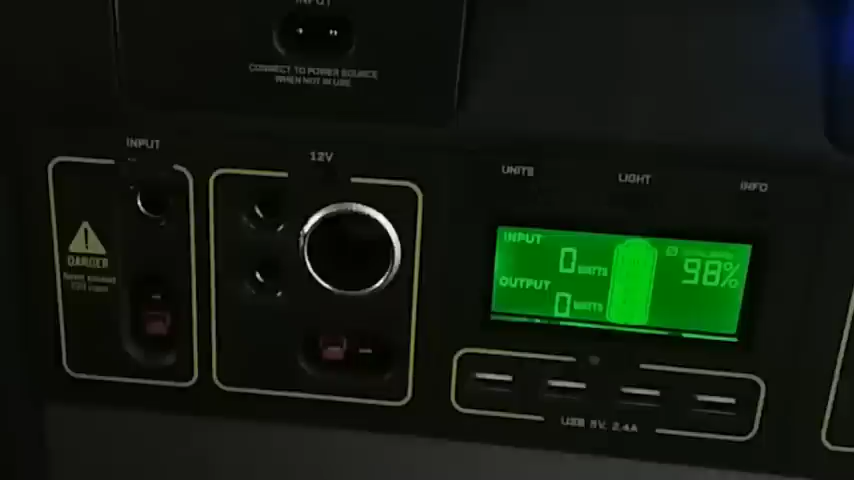 INPUT
CONNECT TO POWER SOURCE
WHEN NOT IN USE
INPUT
12V
UNITS
LIGHT
INFO
DANGER
INPUT
0 WATTS
98%
OUTPUT
0 WATTS
USB 5V, 2.4A